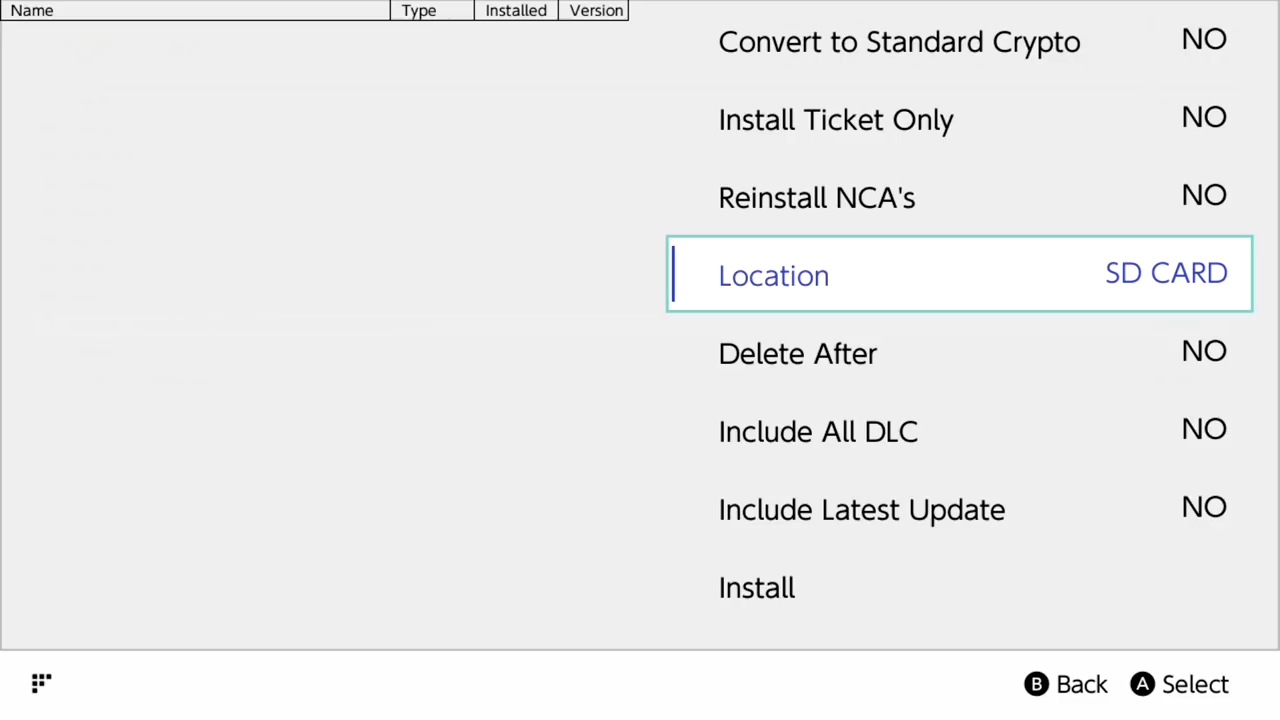 Name Type Installed Version
Convert to Standard Crypto NO
Install Ticket Only NO
Reinstall NCA's NO
Location SD CARD
Delete After NO
Include All DLC NO
Include Latest Update NO
Install
B Back A Select